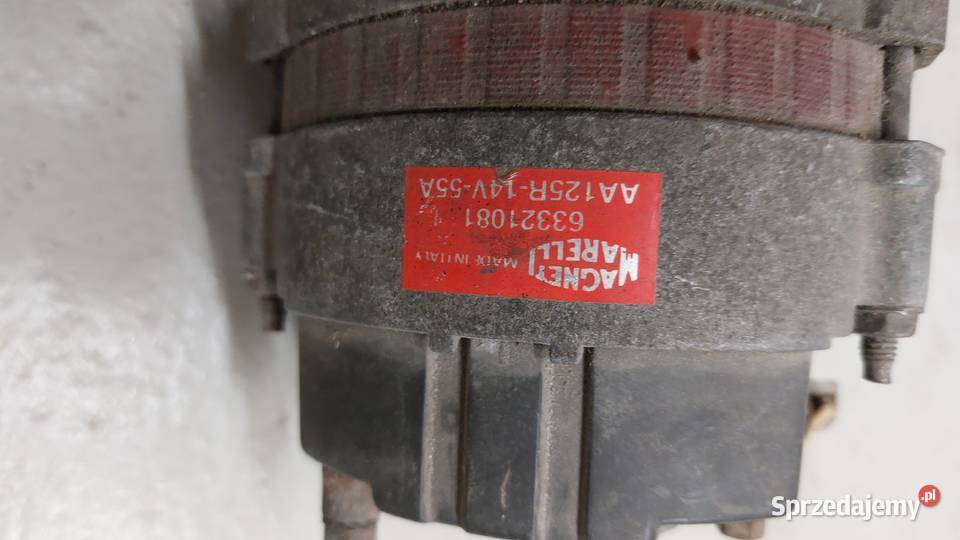 MAGNETI
MARELLI
MADE IN ITALY
63321081
AA125R-14V-55A
Sprzedajemy.pl